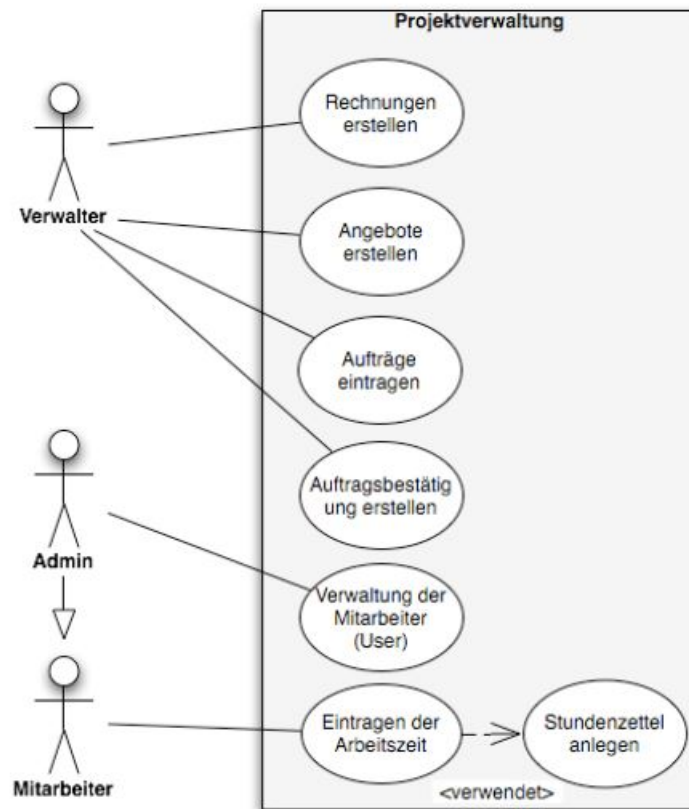 Projektverwaltung
Rechnungen
erstellen
Verwalter
Angebote
erstellen
Aufträge
eintragen
Auftragsbestätig
ung erstellen
Admin
Verwaltung der
Mitarbeiter
(User)
Mitarbeiter
Eintragen der
Arbeitszeit
Stundenzettel
anlegen
<verwendet>